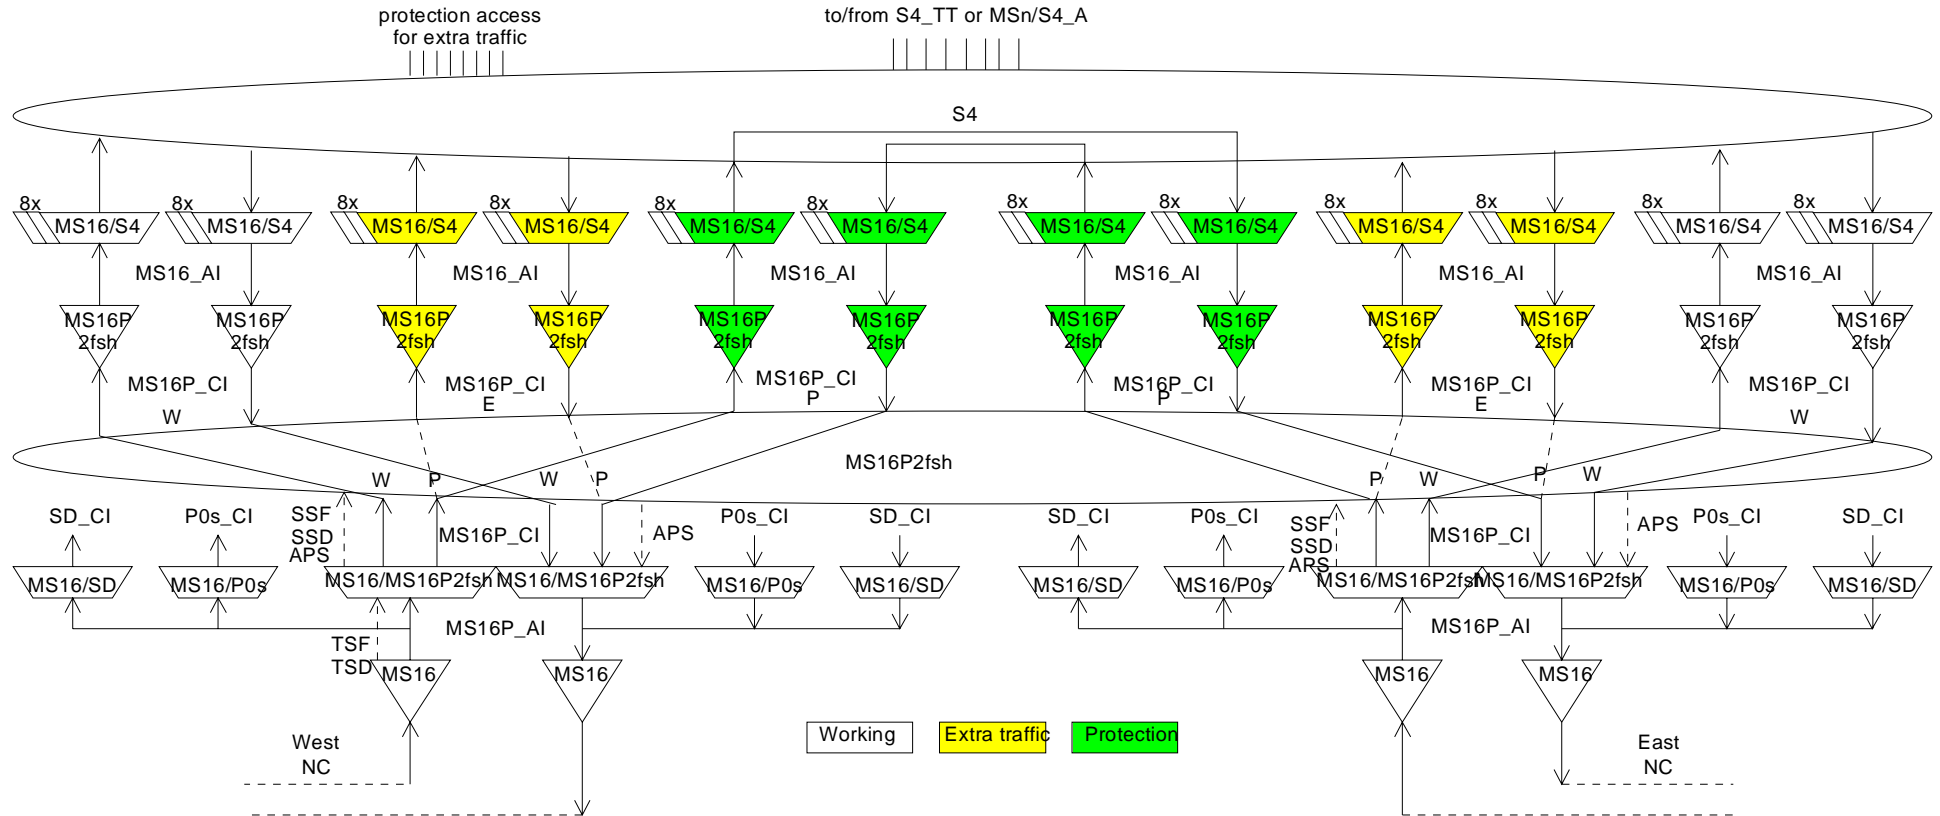 protection access
for extra traffic
to/from S4_TT or MSn/S4_A
S4
8x 8x 8x 8x 8x 8x 8x 8x 8x 8x 8x 8x
MS16/S4 MS16/S4 MS16/S4 MS16/S4 MS16/S4 MS16/S4 MS16/S4 MS16/S4 MS16/S4 MS16/S4 MS16/S4 MS16/S4
MS16_AI MS16_AI MS16_AI MS16_AI MS16_AI MS16_AI
MS16P MS16P MS16P MS16P MS16P MS16P MS16P MS16P MS16P MS16P MS16P MS16P
2fsh 2fsh 2fsh 2fsh 2fsh 2fsh 2fsh 2fsh 2fsh 2fsh 2fsh 2fsh
MS16P_CI MS16P_CI MS16P_CI MS16P_CI MS16P_CI MS16P_CI
W E P P E W
MS16P2fsh
W P W P P W P W
SD_CI P0s_CI SSF MS16P_CI APS P0s_CI SD_CI SD_CI P0s_CI SSF MS16P_CI APS P0s_CI SD_CI
SSD SSD
APS APS
MS16/SD MS16/P0s MS16/MS16P2fsh MS16/MS16P2fsh MS16/P0s MS16/SD MS16/SD MS16/P0s MS16/MS16P2fsh MS16/MS16P2fsh MS16/P0s MS16/SD
MS16P_AI MS16P_AI
TSF
TSD
MS16 MS16 MS16 MS16
West
NC
Working Extra traffic Protection
East
NC